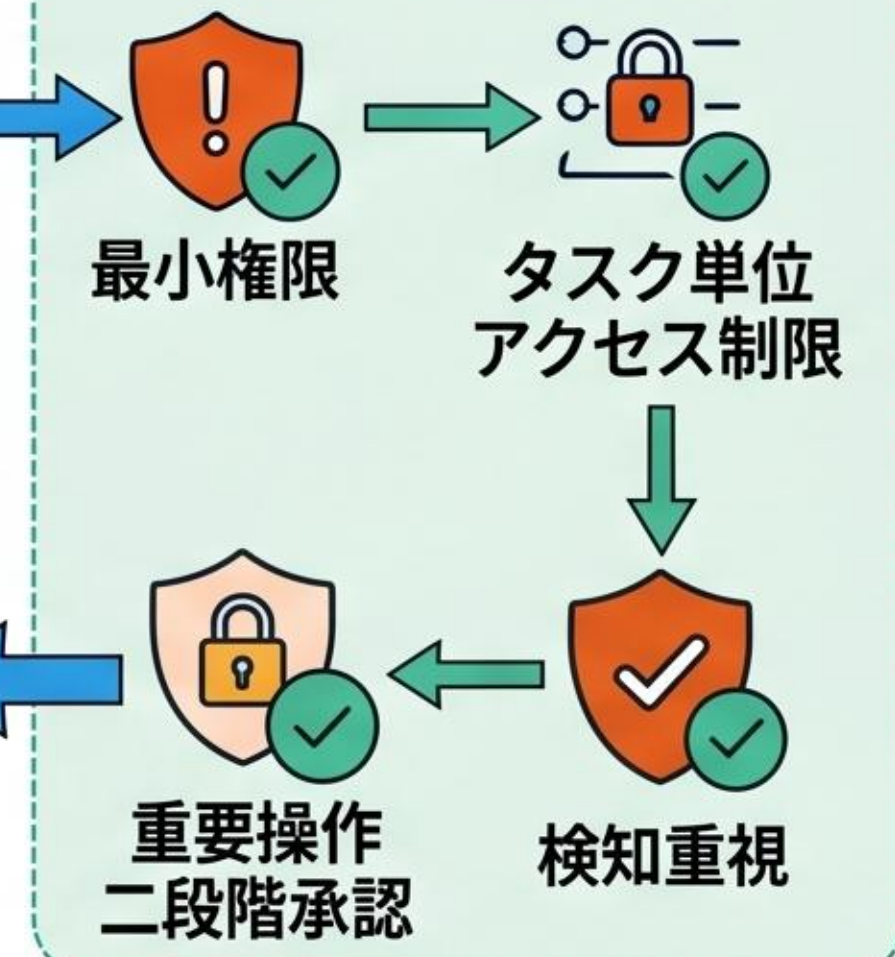 最小権限
タスク単位
アクセス制限
重要操作
二段階承認
検知重視